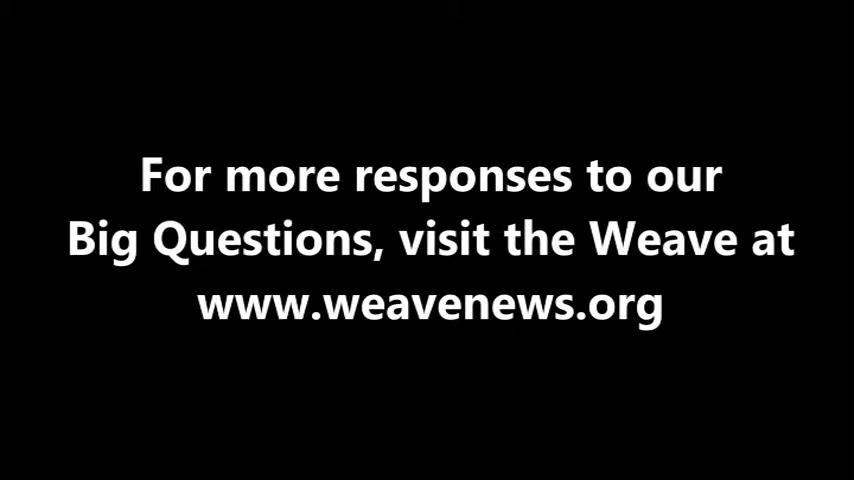 For more responses to our
Big Questions, visit the Weave at
www.weavenews.org